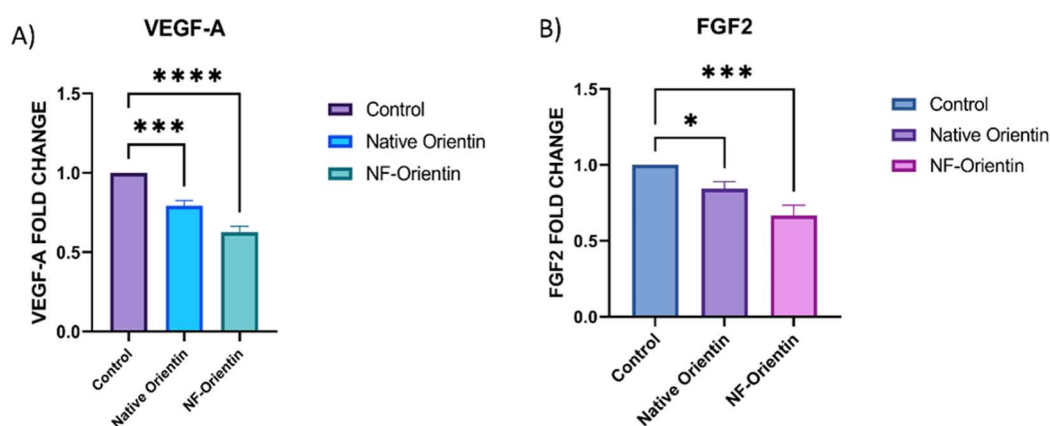 A)
VEGF-A
****
***
1.5
1.0
0.5
0.0
VEGF-A FOLD CHANGE
Control
Native Orientin
NF-Orientin
Control
Native Orientin
NF-Orientin
B)
FGF2
***
*
1.5
1.0
0.5
0.0
FGF2 FOLD CHANGE
Control
Native Orientin
NF-Orientin
Control
Native Orientin
NF-Orientin